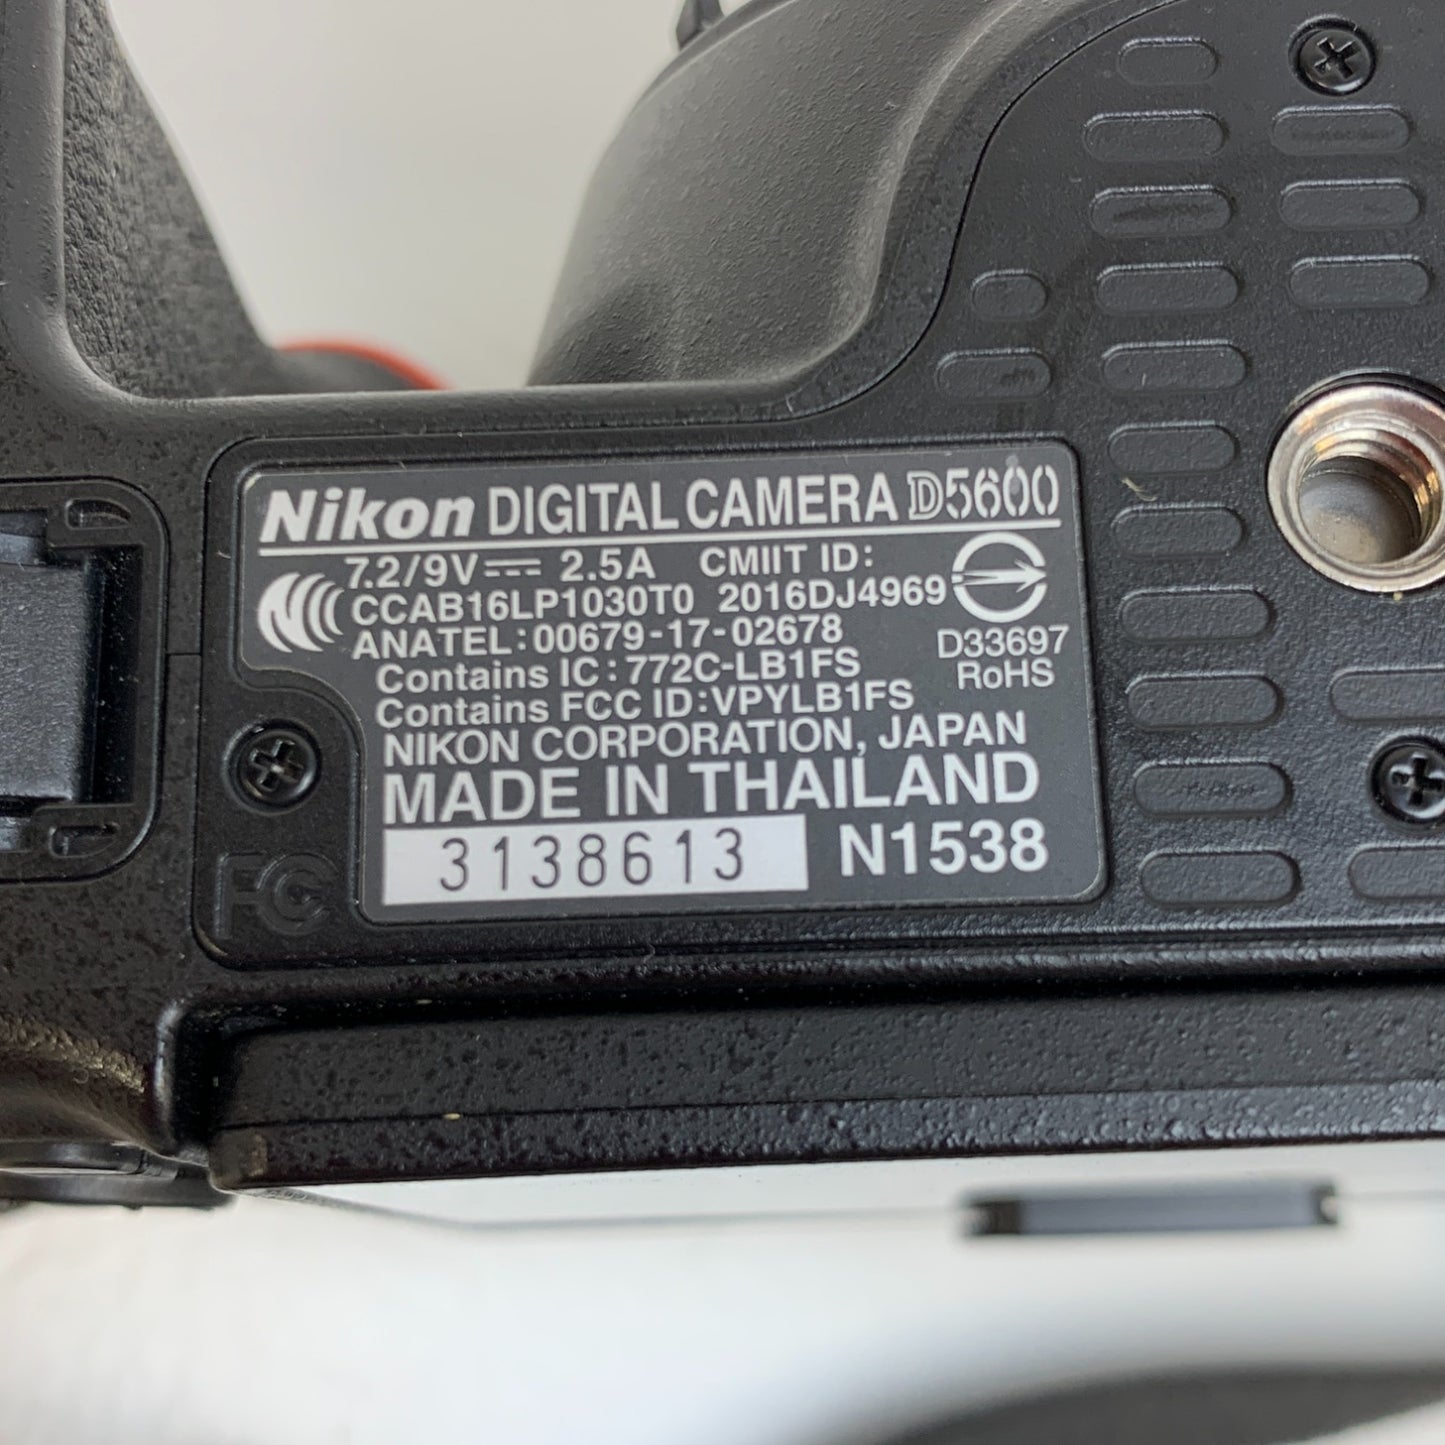 Nikon DIGITAL CAMERA D5600
7.2/9V⎓ 2.5A CMIIT ID:
CCAB16LP1030T0 2016DJ4969
ANATEL:00679-17-02678
D33697
Contains IC:772C-LB1FS
RoHS
Contains FCC ID:VPYLB1FS
NIKON CORPORATION, JAPAN
MADE IN THAILAND
3138613 N1538
FC